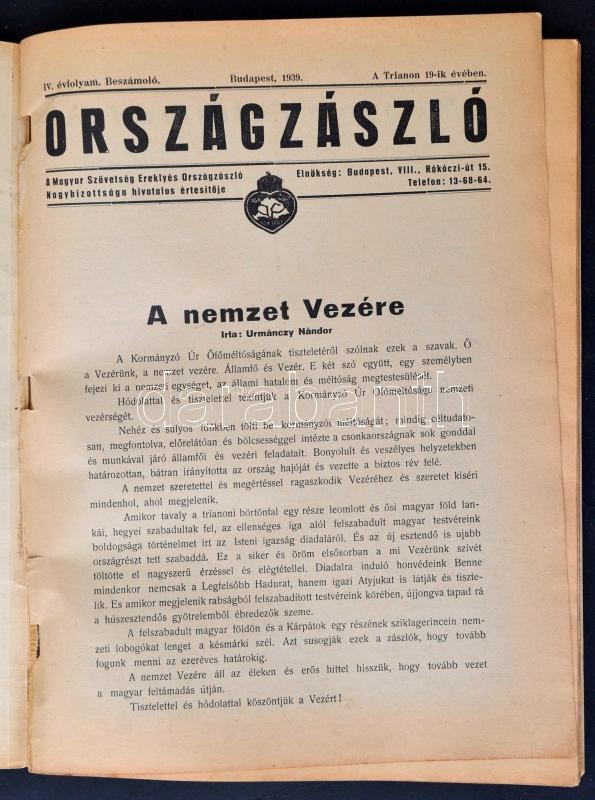 IV. évfolyam. Beszámoló. Budapest, 1939. A Trianon 19-ik évében.
ORSZÁGZÁSZLÓ
A Magyar Szövetség Ereklyés Országzászló
Nagybizottsága hivatalos értesítője
Elnökség: Budapest, VIII., Rákóczi-út 15.
Telefon: 13-68-64.
A nemzet Vezére
Irta: Urmánczy Nándor
A Kormányzó Úr Őfőméltóságának tiszteletéről szólnak ezek a szavak. Ő
a Vezérünk, a nemzet vezére. Államfő és Vezér. E két szó együtt, egy személyben
fejezi ki a nemzeti egységet, az állami hatalom és méltóság megtestesülését.
Hódolattal és tisztelettel tekintjük a Kormányzó Úr Őfőméltósága nemzeti
vezérségét.
Nehéz és sulyos időkben tölti be kormányzói méltóságát; mindig céltudato-
san, megfontolva, előrelátóan és bölcsességgel intézte a csonkaországnak sok gonddal
és munkával járó államfői és vezéri feladatait. Bonyolult és veszélyes helyzetekben
határozottan, bátran irányította az ország hajóját és vezette a biztos rév felé.
A nemzet szeretettel és megértéssel ragaszkodik Vezéréhez és szeretet kiséri
mindenhol, ahol megjelenik.
Amikor tavaly a trianoni börtönfal egy része leomlott és ősi magyar föld lan-
kái, hegyei szabadultak fel, az ellenséges iga alól felszabadult magyar testvéreink
boldogsága történelmet írt az Isteni igazság diadaláról. És az új esztendő is ujabb
országrészt tett szabaddá. Ez a siker és öröm elsősorban a mi Vezérünk szívét
töltötte el nagyszerű érzéssel és elégtétellel. Diadalra induló honvédeink Benne
mindenkor nemcsak a Legfelsőbb Hadurat, hanem igazi Atyjukat is látják és tiszte-
lik. És amikor megjelenik rabságból felszabadított testvéreink körében, ujjongva tapad rá
a húszesztendős gyötrelemből ébredezők szeme.
A felszabadult magyar földön és a Kárpátok egy részének sziklagerincein nem-
zeti lobogókat lenget a késmárki szél. Azt susogják ezek a zászlók, hogy tovább
fogunk menni az ezeréves határokig.
A nemzet Vezére áll az éleken és erős hittel hisszük, hogy tovább vezet
a magyar feltámadás útján.
Tisztelettel és hódolattal köszöntjük a Vezért!
darabanth